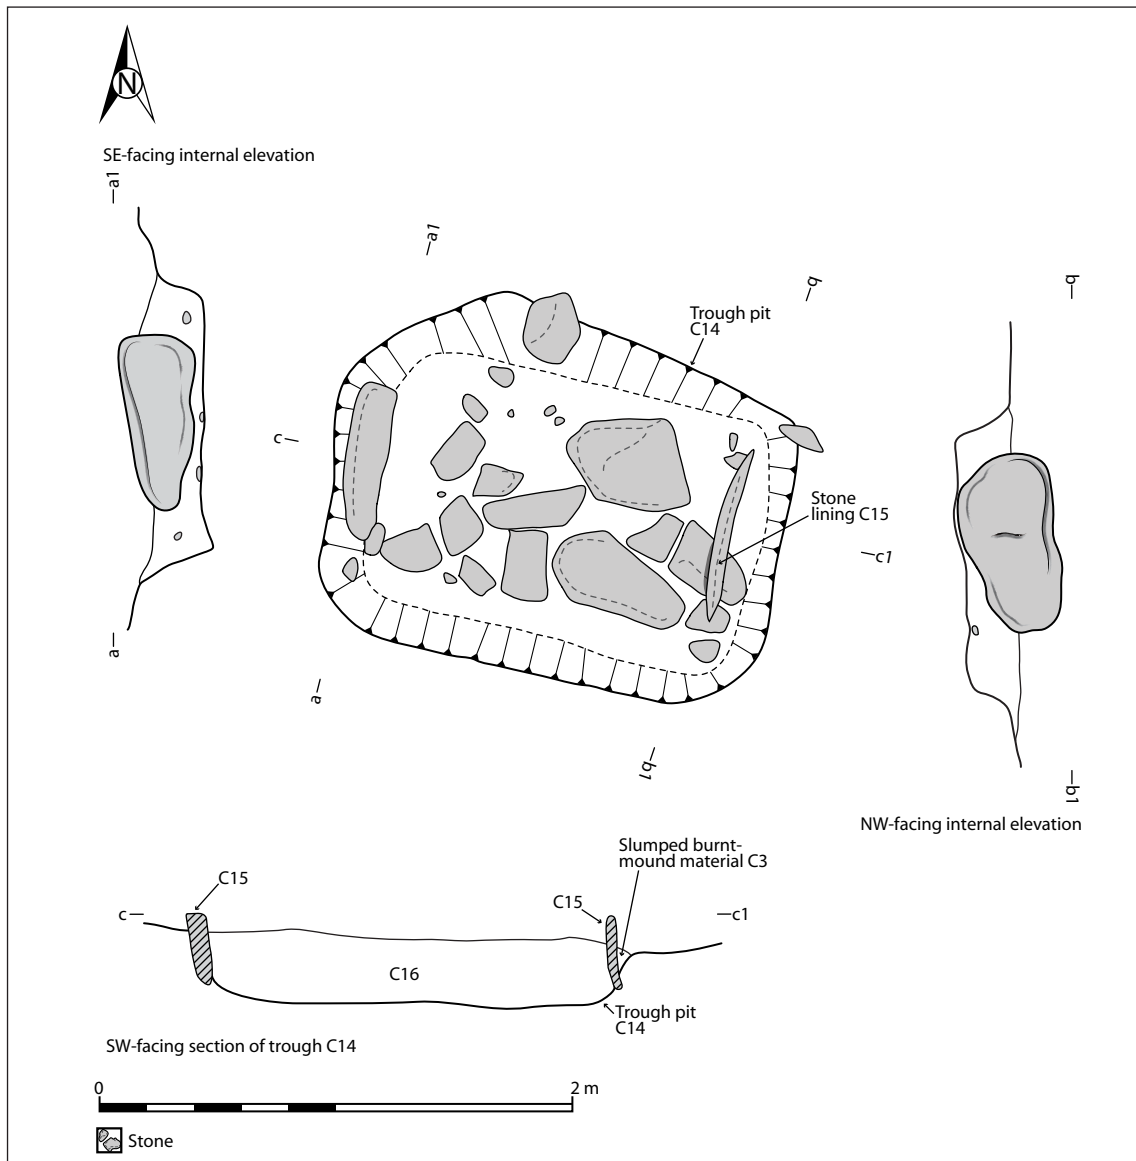 N
SE-facing internal elevation
a1
a1
b
b
Trough pit
C14
c
Stone
lining C15
c1
a
a
b1
b1
NW-facing internal elevation
Slumped burnt-
mound material C3
C15
C15
c
c1
C16
Trough pit
C14
SW-facing section of trough C14
0
2 m
Stone